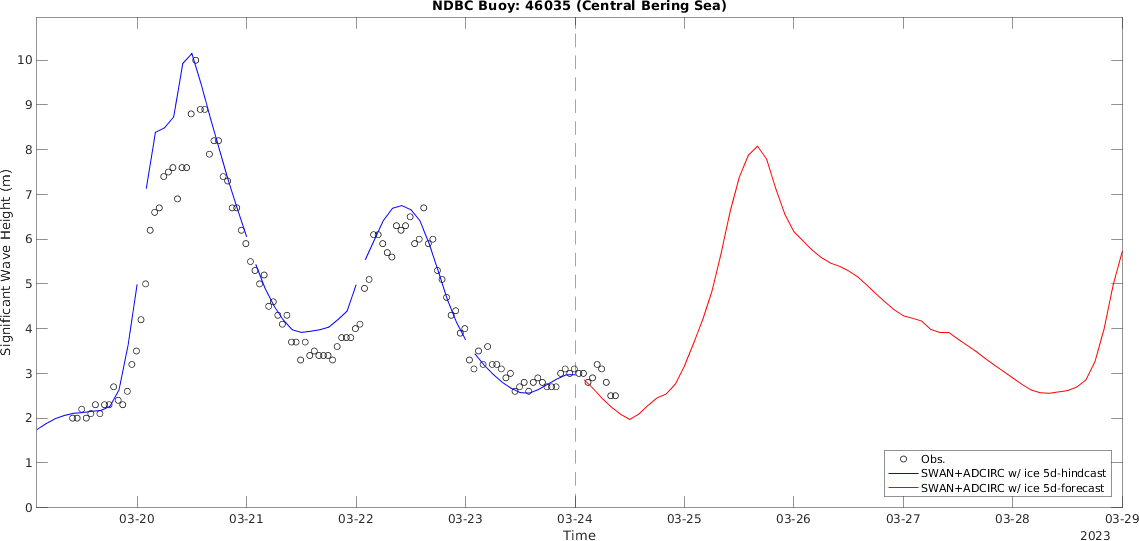 NDBC Buoy: 46035 (Central Bering Sea)
Significant Wave Height (m)
10
9
8
7
6
5
4
3
2
1
0
03-20 03-21 03-22 03-23 03-24 03-25 03-26 03-27 03-28 03-29
Time
2023
Obs.
SWAN+ADCIRC w/ ice 5d-hindcast
SWAN+ADCIRC w/ ice 5d-forecast